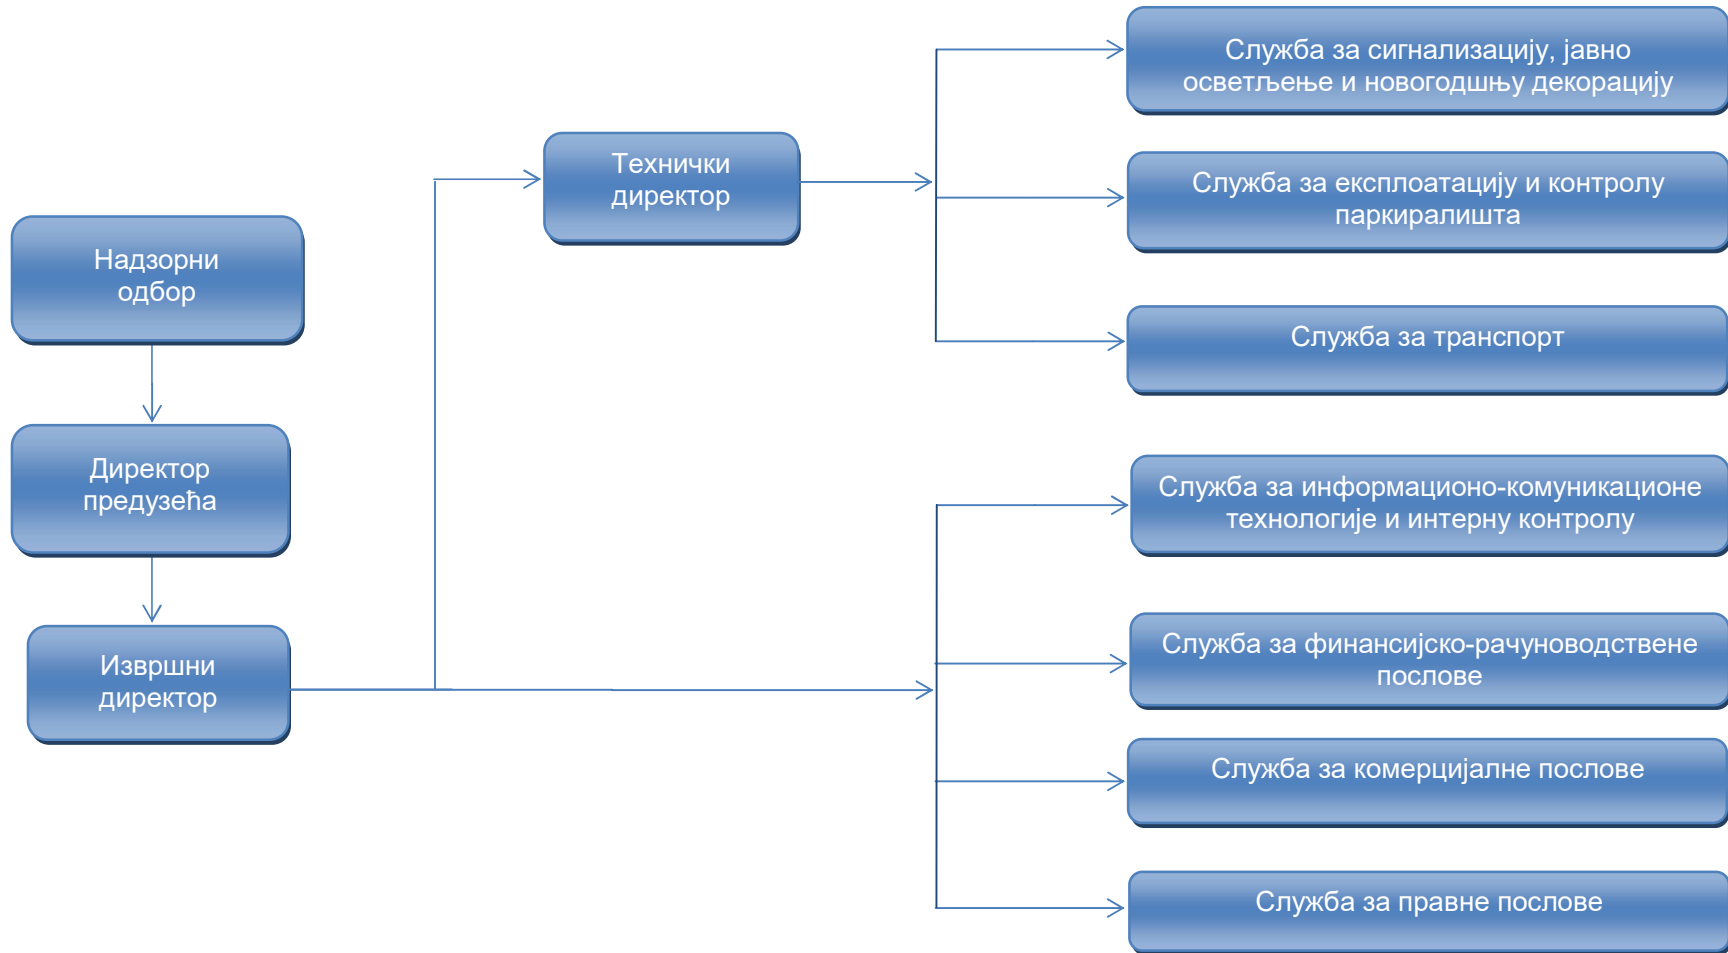 Надзорни
одбор
Директор
предузећа
Извршни
директор
Технички
директор
Служба за сигнализацију, јавно
осветљење и новогодшњу декорацију
Служба за експлоатацију и контролу
паркиралишта
Служба за транспорт
Служба за информационо-комуникационе
технологије и интерну контролу
Служба за финансијско-рачуноводствене
послове
Служба за комерцијалне послове
Служба за правне послове